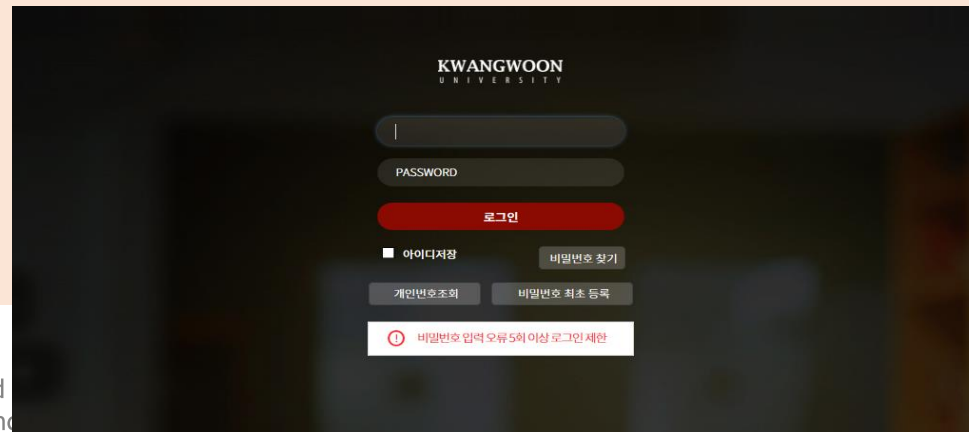 KWANGWOON
UNIVERSITY
PASSWORD
로그인
아이디저장
비밀번호 찾기
개인번호조회
비밀번호 최초 등록
비밀번호 입력 오류 5회 이상 로그인 제한